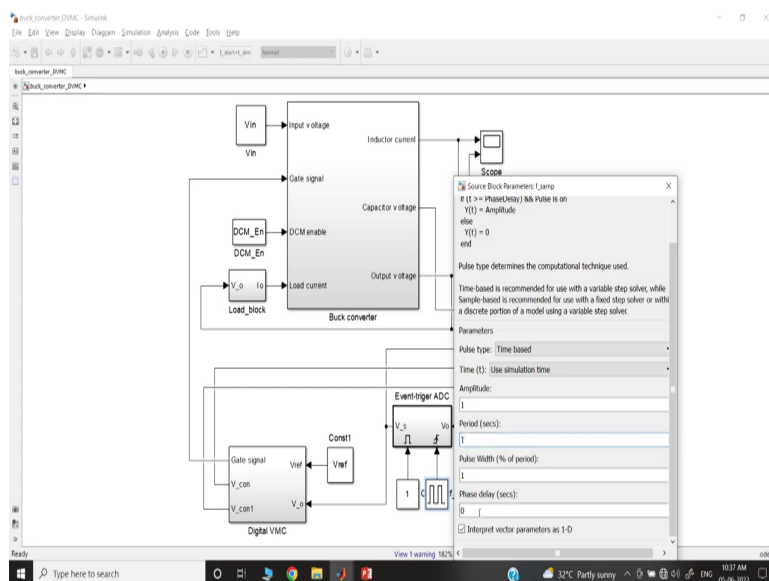 buck_converter_DVMC - Simulink
File Edit View Display Diagram Simulation Analysis Code Tools Help
Normal
buck_converter_DVMC
buck_converter_DVMC
Vin
Vin
Input voltage
Gate signal
DCM enable
Load current
Inductor current
Capacitor voltage
Output voltage
Buck converter
DCM_En
DCM_En
V_o Io
Load_block
Scope
Event-triger ADC
V_s Vo
1
Const1
Vref
Gate signal
V_con
V_con1
Vref
V_o
Digital VMC
Source Block Parameters: f_samp
if (t >= PhaseDelay) && Pulse is on
Y(t) = Amplitude
else
Y(t) = 0
end
Pulse type determines the computational technique used.
Time-based is recommended for use with a variable step solver, while
Sample-based is recommended for use with a fixed step solver or withi
a discrete portion of a model using a variable step solver.
Parameters
Pulse type: Time based
Time (t): Use simulation time
Amplitude:
1
Period (secs):
T
Pulse Width (% of period):
1
Phase delay (secs):
0
Interpret vector parameters as 1-D
Ready
View 1 warning 182%
ode
Type here to search
32°C Partly sunny
ENG
10:37 AM
05-06-2022